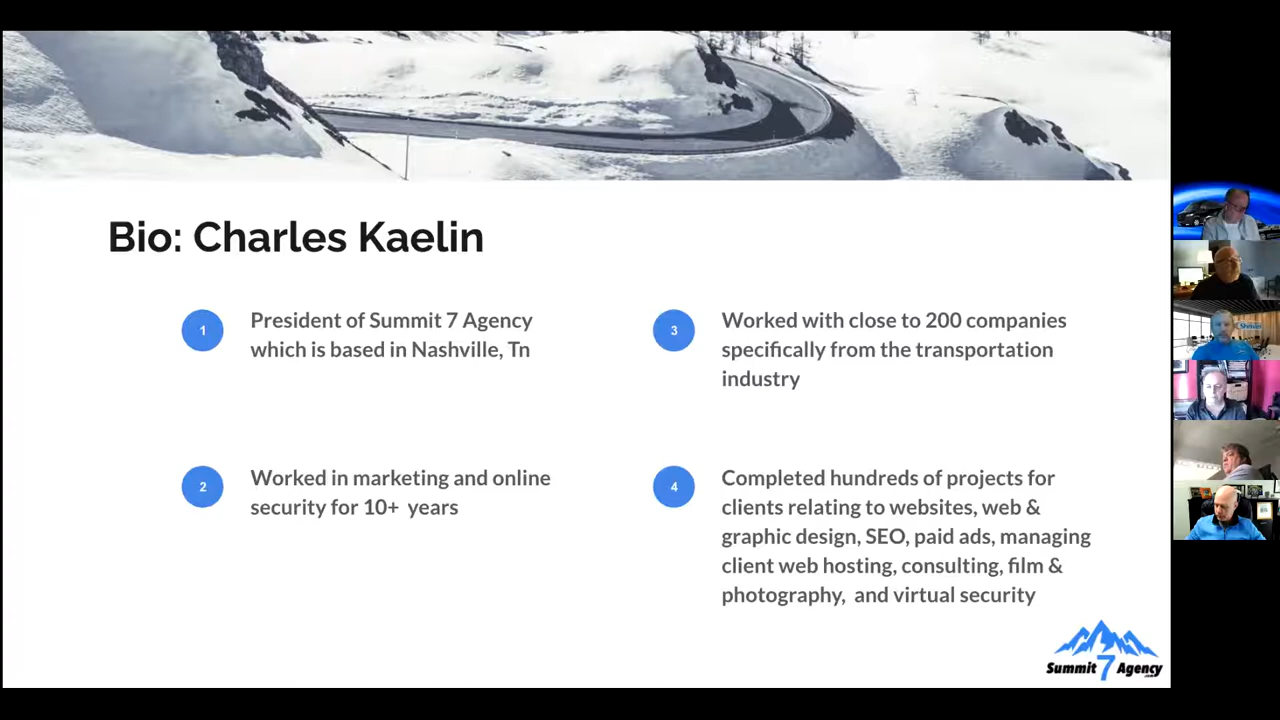 Bio: Charles Kaelin
1
President of Summit 7 Agency
which is based in Nashville, Tn
2
Worked in marketing and online
security for 10+  years
3
Worked with close to 200 companies
specifically from the transportation
industry
4
Completed hundreds of projects for
clients relating to websites, web &
graphic design, SEO, paid ads, managing
client web hosting, consulting, film &
photography,  and virtual security
Summit 7 Agency
.com